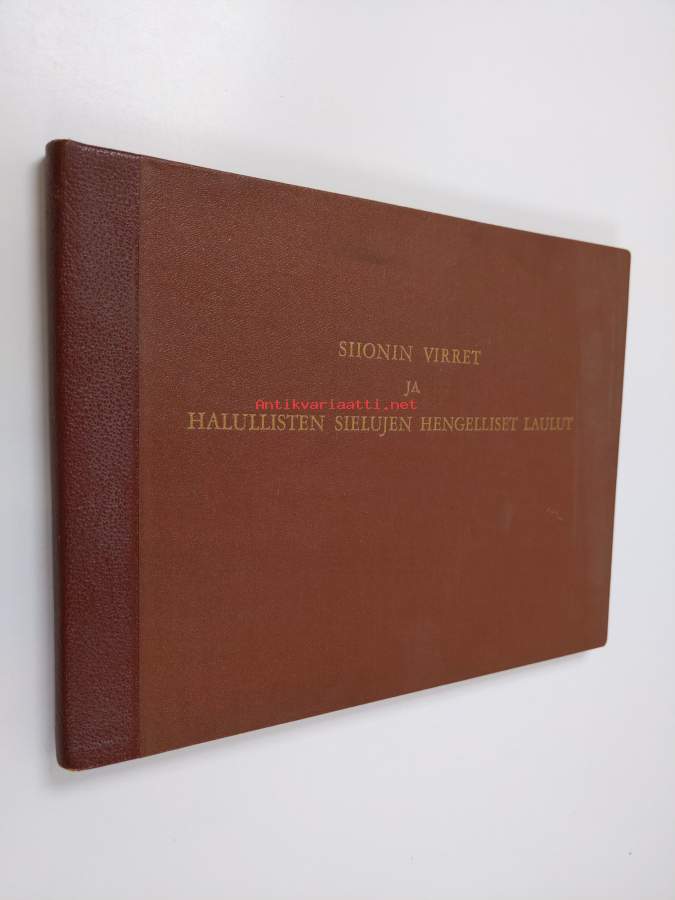 SIIONIN VIRRET
JA
Antikvariaatti.net
HALULLISTEN SIELUJEN HENGELLISET LAULUT